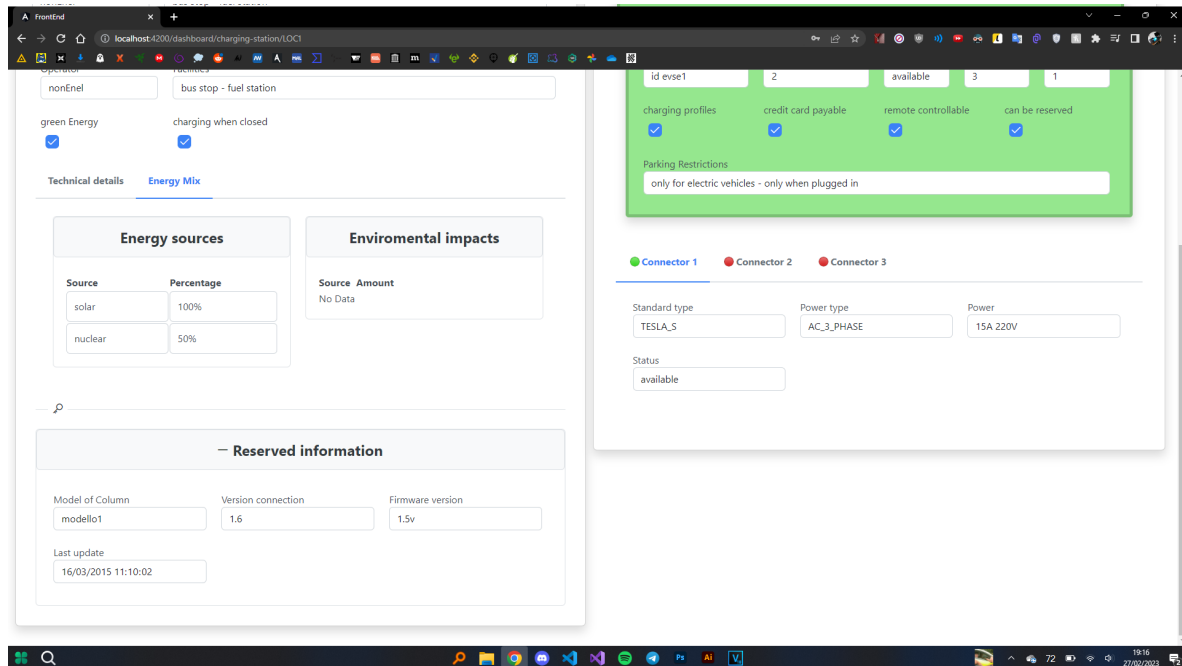 FrontEnd
localhost:4200/dashboard/charging-station/LOC1
Operator
Facilities
nonEnel
bus stop - fuel station
green Energy
charging when closed
Technical details
Energy Mix
Energy sources
Source
Percentage
solar
100%
nuclear
50%
Enviromental impacts
Source Amount
No Data
Reserved information
Model of Column
Version connection
Firmware version
modello1
1.6
1.5v
Last update
16/03/2015 11:10:02
id evse1
2
available
3
1
charging profiles
credit card payable
remote controllable
can be reserved
Parking Restrictions
only for electric vehicles - only when plugged in
Connector 1
Connector 2
Connector 3
Standard type
Power type
Power
TESLA_S
AC_3_PHASE
15A 220V
Status
available
Ps
Ai
72
19:16
27/02/2023